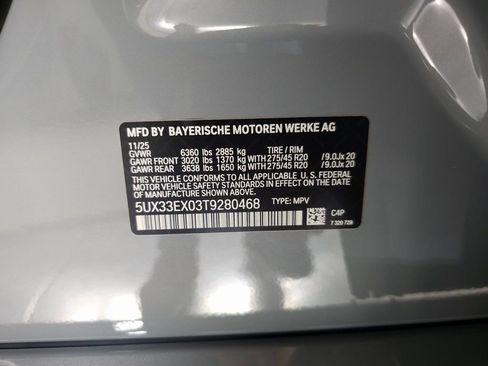 MFD BY BAYERISCHE MOTOREN WERKE AG
11/25 TIRE / RIM
GVWR 6360 lbs 2885 kg
GAWR FRONT 3020 lbs 1370 kg WITH 275/45 R20 / 9.0Jx 20
GAWR REAR 3638 lbs 1650 kg WITH 275/45 R20 / 9.0Jx 20
THIS VEHICLE CONFORMS TO ALL APPLICABLE U. S. FEDERAL
MOTOR VEHICLE SAFETY STANDARDS IN EFFECT ON THE DATE OF
MANUFACTURE SHOWN ABOVE.
5UX33EX03T9280468 TYPE: MPV
C4P
7 320 728